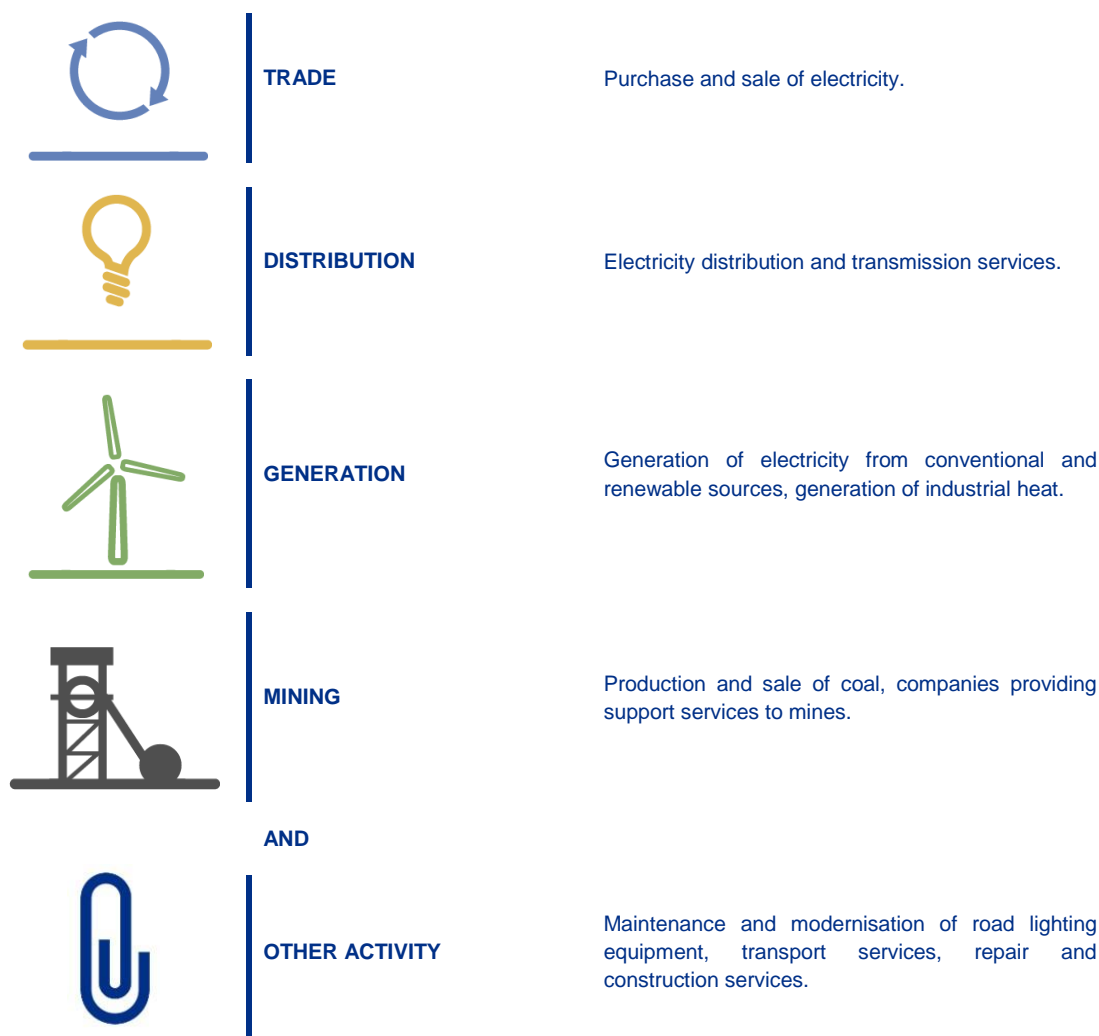 TRADE
Purchase and sale of electricity.
DISTRIBUTION
Electricity distribution and transmission services.
GENERATION
Generation of electricity from conventional and
renewable sources, generation of industrial heat.
MINING
Production and sale of coal, companies providing
support services to mines.
AND
OTHER ACTIVITY
Maintenance and modernisation of road lighting
equipment, transport services, repair and
construction services.